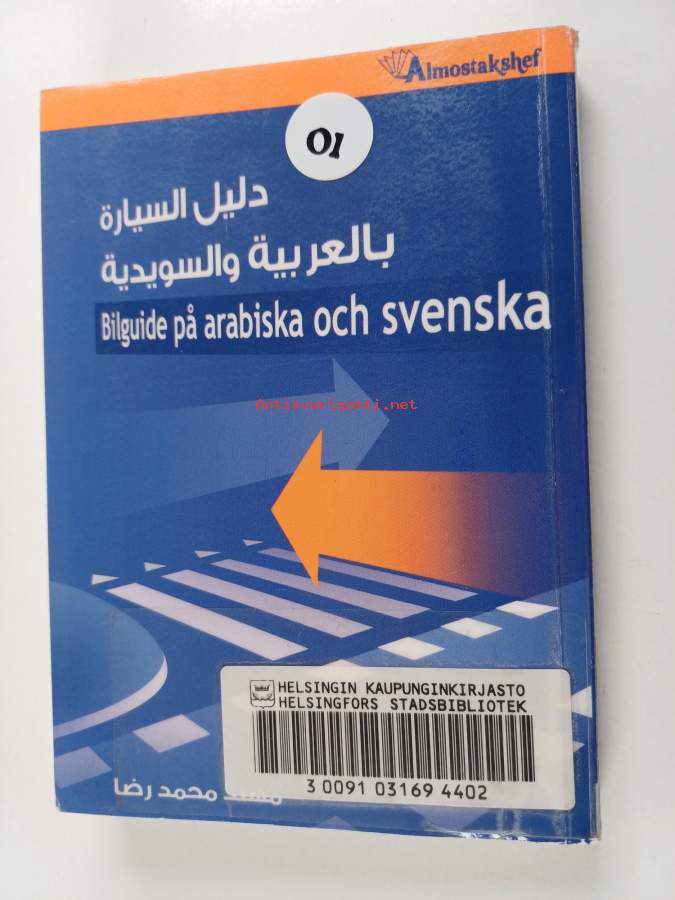 Almostakshef
01
دليل السيارة
بالعربية والسويدية
Bilguide på arabiska och svenska
Antikvariaatti.net
HELSINGIN KAUPUNGINKIRJASTO
HELSINGFORS STADSBIBLIOTEK
3 0091 03169 4402
محمد رضا